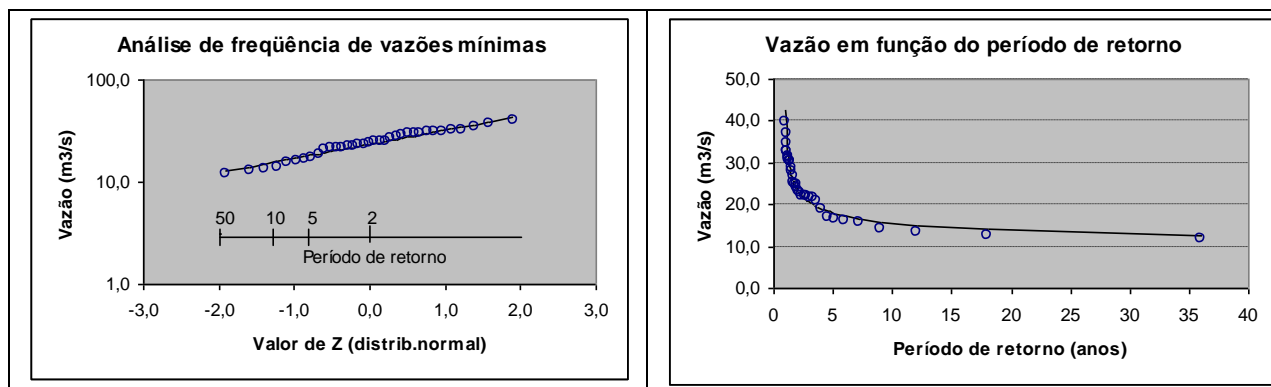 Análise de freqüência de vazões mínimas
100,0
10,0
1,0
Vazão (m3/s)
50 10 5 2
Período de retorno
-3,0 -2,0 -1,0 0,0 1,0 2,0 3,0
Valor de Z (distrib.normal)
Vazão em função do período de retorno
50,0
40,0
30,0
20,0
10,0
0,0
Vazão (m3/s)
0 5 10 15 20 25 30 35 40
Período de retorno (anos)